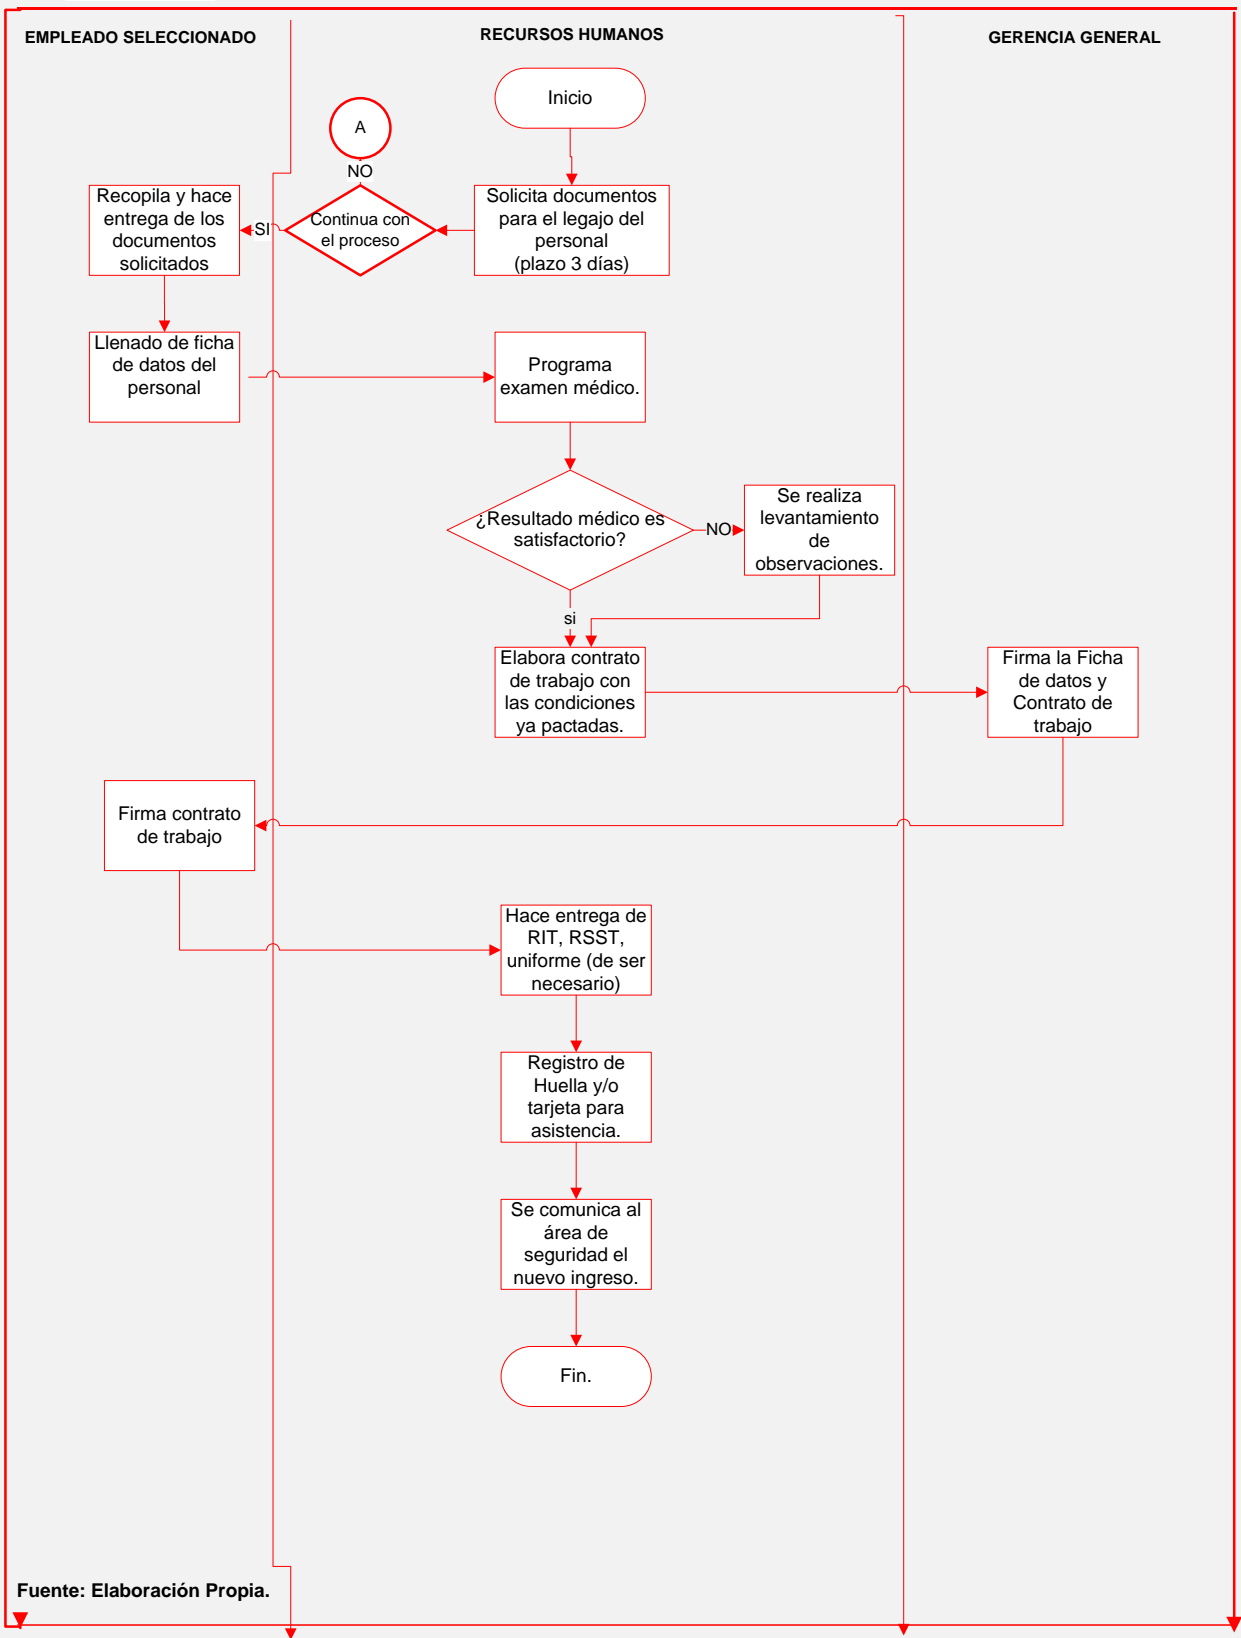 EMPLEADO SELECCIONADO
RECURSOS HUMANOS
GERENCIA GENERAL
Inicio
A
NO
Solicita documentos
para el legajo del
personal
(plazo 3 días)
Continua con
el proceso
SI
Recopila y hace
entrega de los
documentos
solicitados
Llenado de ficha
de datos del
personal
Programa
examen médico.
¿Resultado médico es
satisfactorio?
NO
Se realiza
levantamiento
de
observaciones.
si
Elabora contrato
de trabajo con
las condiciones
ya pactadas.
Firma la Ficha
de datos y
Contrato de
trabajo
Firma contrato
de trabajo
Hace entrega de
RIT, RSST,
uniforme (de ser
necesario)
Registro de
Huella y/o
tarjeta para
asistencia.
Se comunica al
área de
seguridad el
nuevo ingreso.
Fin.
Fuente: Elaboración Propia.